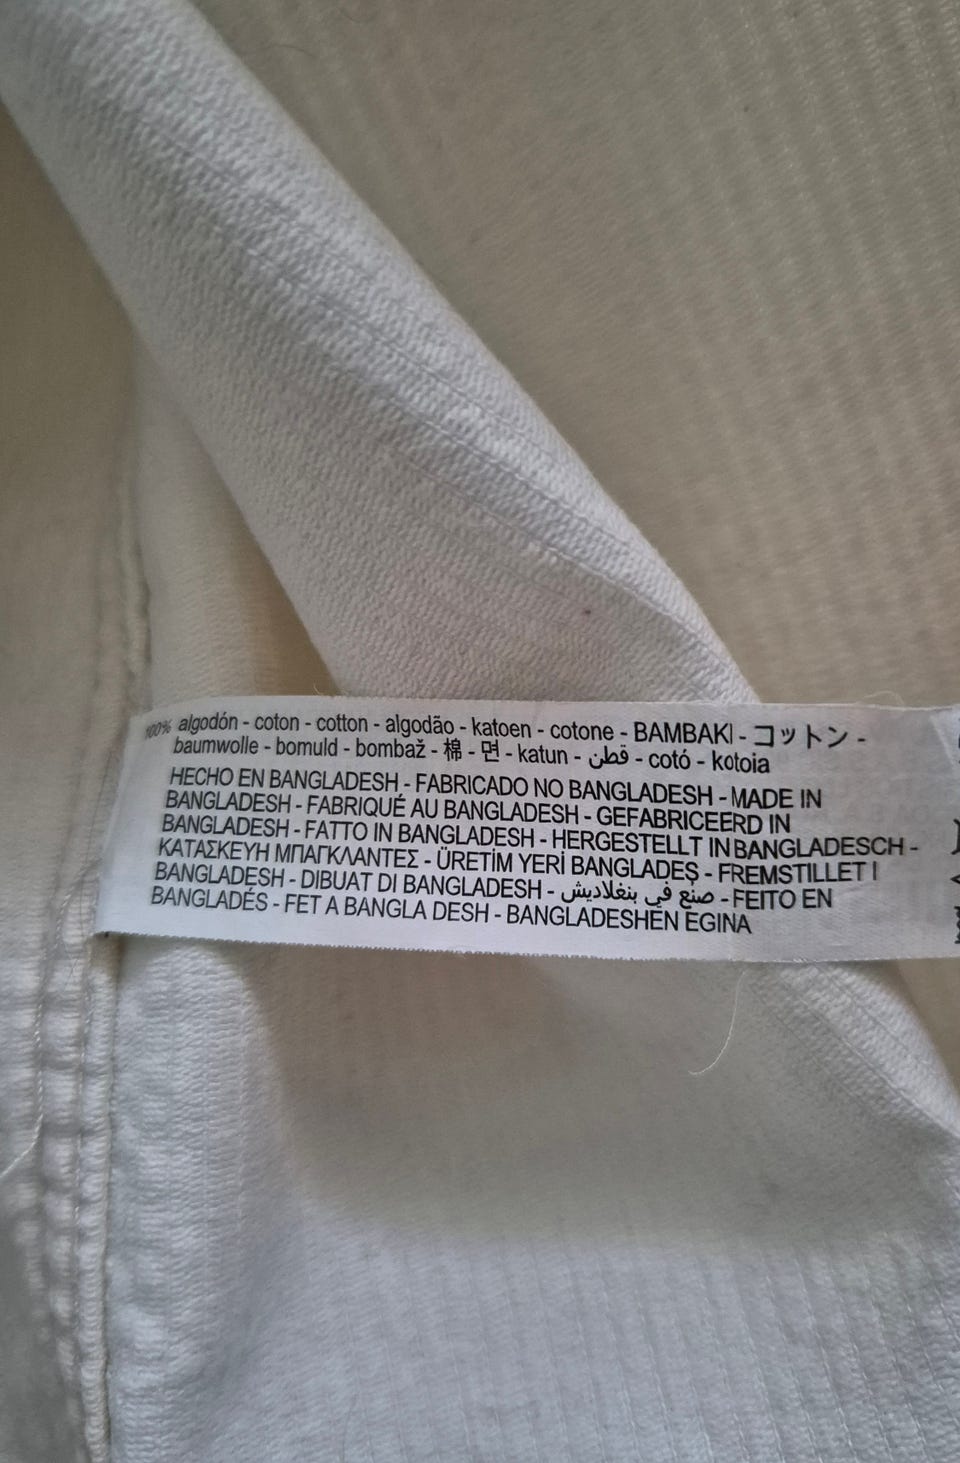 100% algodón - coton - cotton - algodão - katoen - cotone - BAMBAKI - コットン -
baumwolle - bomuld - bombaž - 棉 - 면 - katun - قطن - cotó - kotoia
HECHO EN BANGLADESH - FABRICADO NO BANGLADESH - MADE IN
BANGLADESH - FABRIQUÉ AU BANGLADESH - GEFABRICEERD IN
BANGLADESH - FATTO IN BANGLADESH - HERGESTELLT IN BANGLADESCH -
ΚΑΤΑΣΚΕΥΗ ΜΠΑΓΚΛΑΝΤΕΣ - ÜRETİM YERİ BANGLADEŞ - FREMSTILLET I
BANGLADESH - DIBUAT DI BANGLADESH - صنع في بنغلاديش - FEITO EN
BANGLADÉS - FET A BANGLA DESH - BANGLADESHEN EGINA